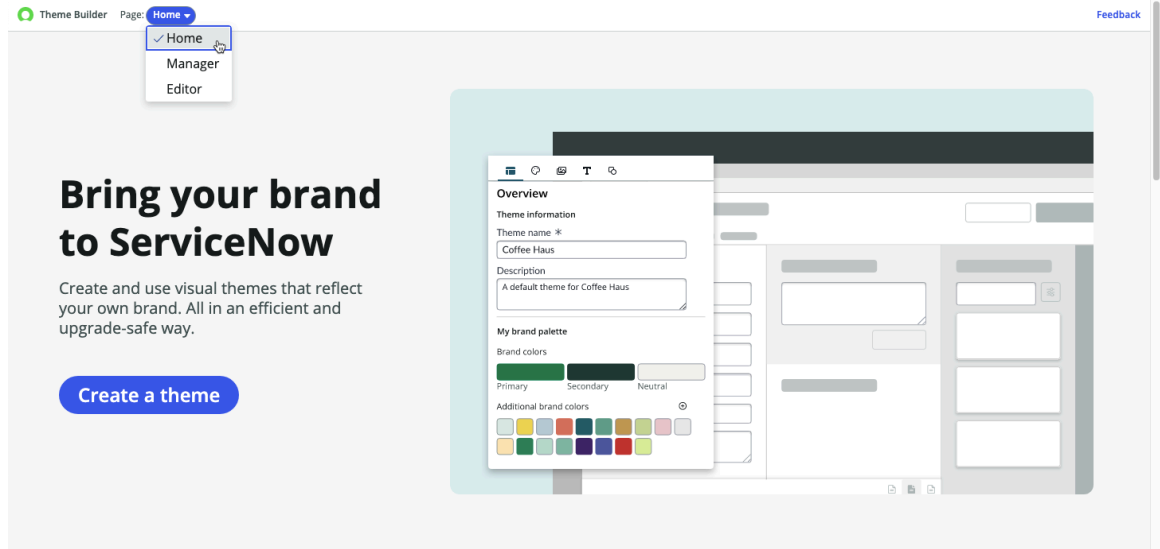 Theme Builder Page: Home Feedback
Home
Manager
Editor
Bring your brand
to ServiceNow
Create and use visual themes that reflect
your own brand. All in an efficient and
upgrade-safe way.
Create a theme
Overview
Theme information
Theme name *
Coffee Haus
Description
A default theme for Coffee Haus
My brand palette
Brand colors
Primary Secondary Neutral
Additional brand colors